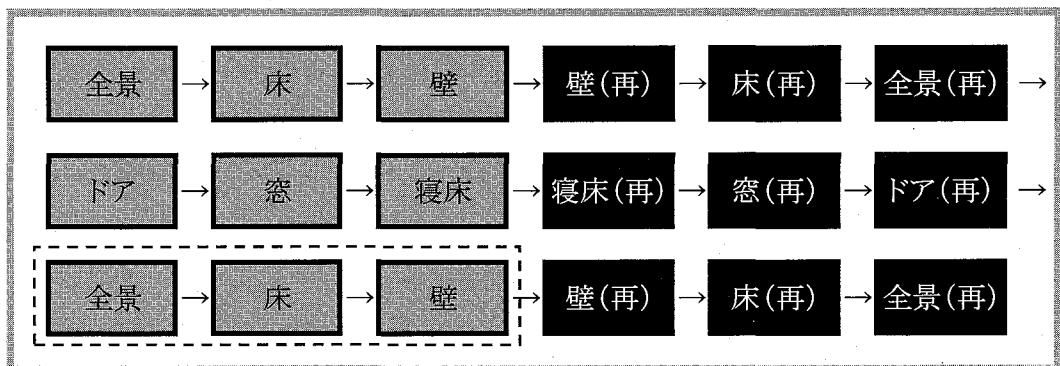 全景 → 床 → 壁 → 壁(再) → 床(再) → 全景(再) →
ドア → 窓 → 寝床 → 寝床(再) → 窓(再) → ドア(再) →
全景 → 床 → 壁 → 壁(再) → 床(再) → 全景(再)